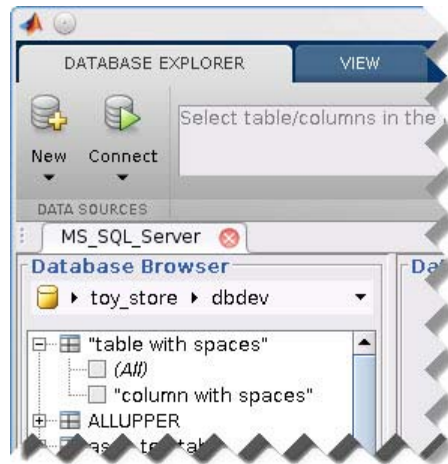 DATABASE EXPLORER VIEW
Select table/columns in the
New Connect
DATA SOURCES
MS_SQL_Server
Database Browser
toy_store dbdev
"table with spaces"
(All)
"column with spaces"
ALLUPPER